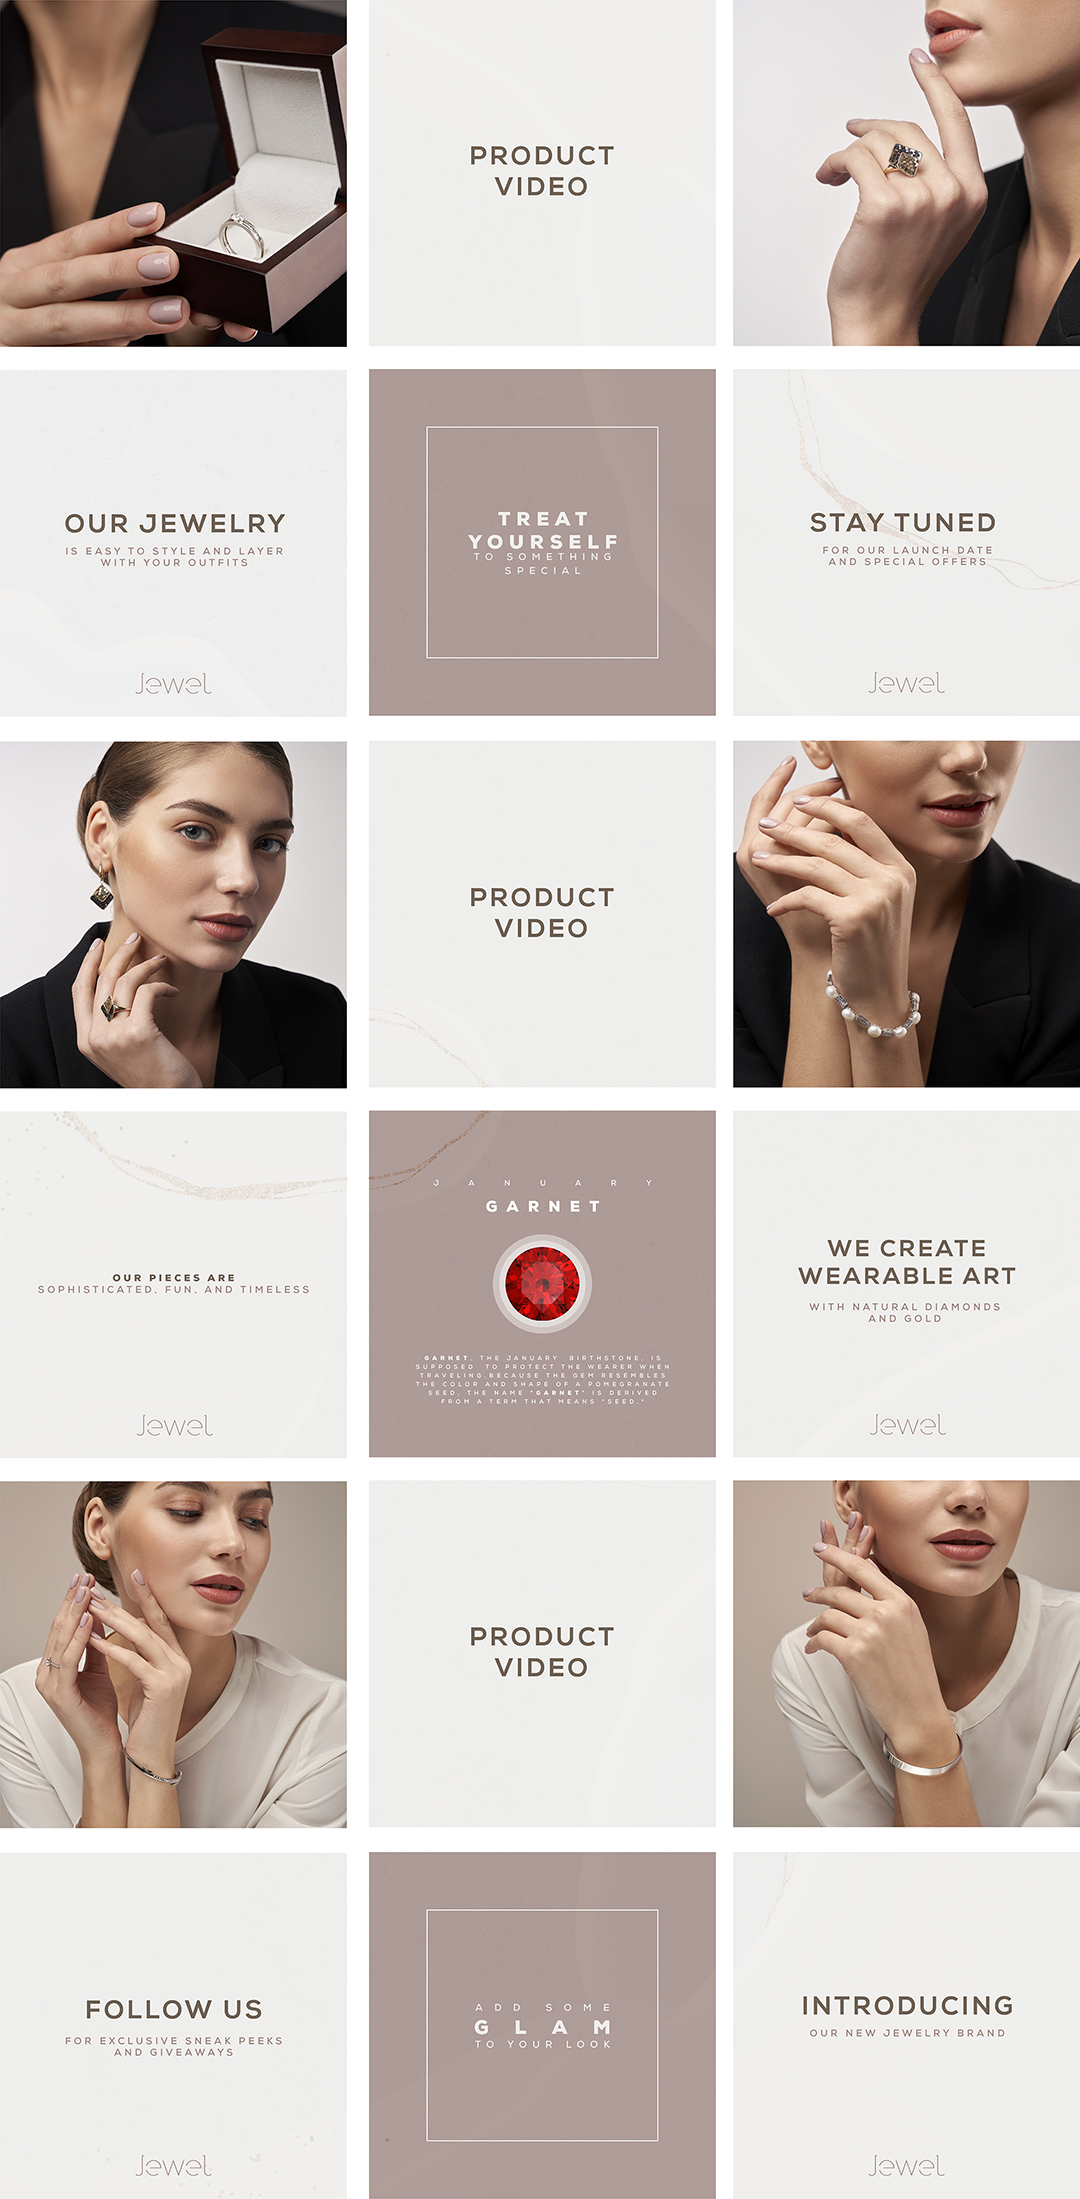 PRODUCT
VIDEO
OUR JEWELRY
IS EASY TO STYLE AND LAYER
WITH YOUR OUTFITS
Jewel
TREAT
YOURSELF
TO SOMETHING
SPECIAL
STAY TUNED
FOR OUR LAUNCH DATE
AND SPECIAL OFFERS
Jewel
PRODUCT
VIDEO
OUR PIECES ARE
SOPHISTICATED, FUN, AND TIMELESS
Jewel
JANUARY
GARNET
GARNET, THE JANUARY BIRTHSTONE, IS
SUPPOSED TO PROTECT THE WEARER WHEN
TRAVELING.BECAUSE THE GEM RESEMBLES
THE COLOR AND SHAPE OF A POMEGRANATE
SEED, THE NAME "GARNET" IS DERIVED
FROM A TERM THAT MEANS "SEED."
WE CREATE
WEARABLE ART
WITH NATURAL DIAMONDS
AND GOLD
Jewel
PRODUCT
VIDEO
FOLLOW US
FOR EXCLUSIVE SNEAK PEEKS
AND GIVEAWAYS
Jewel
ADD SOME
GLAM
TO YOUR LOOK
INTRODUCING
OUR NEW JEWELRY BRAND
Jewel